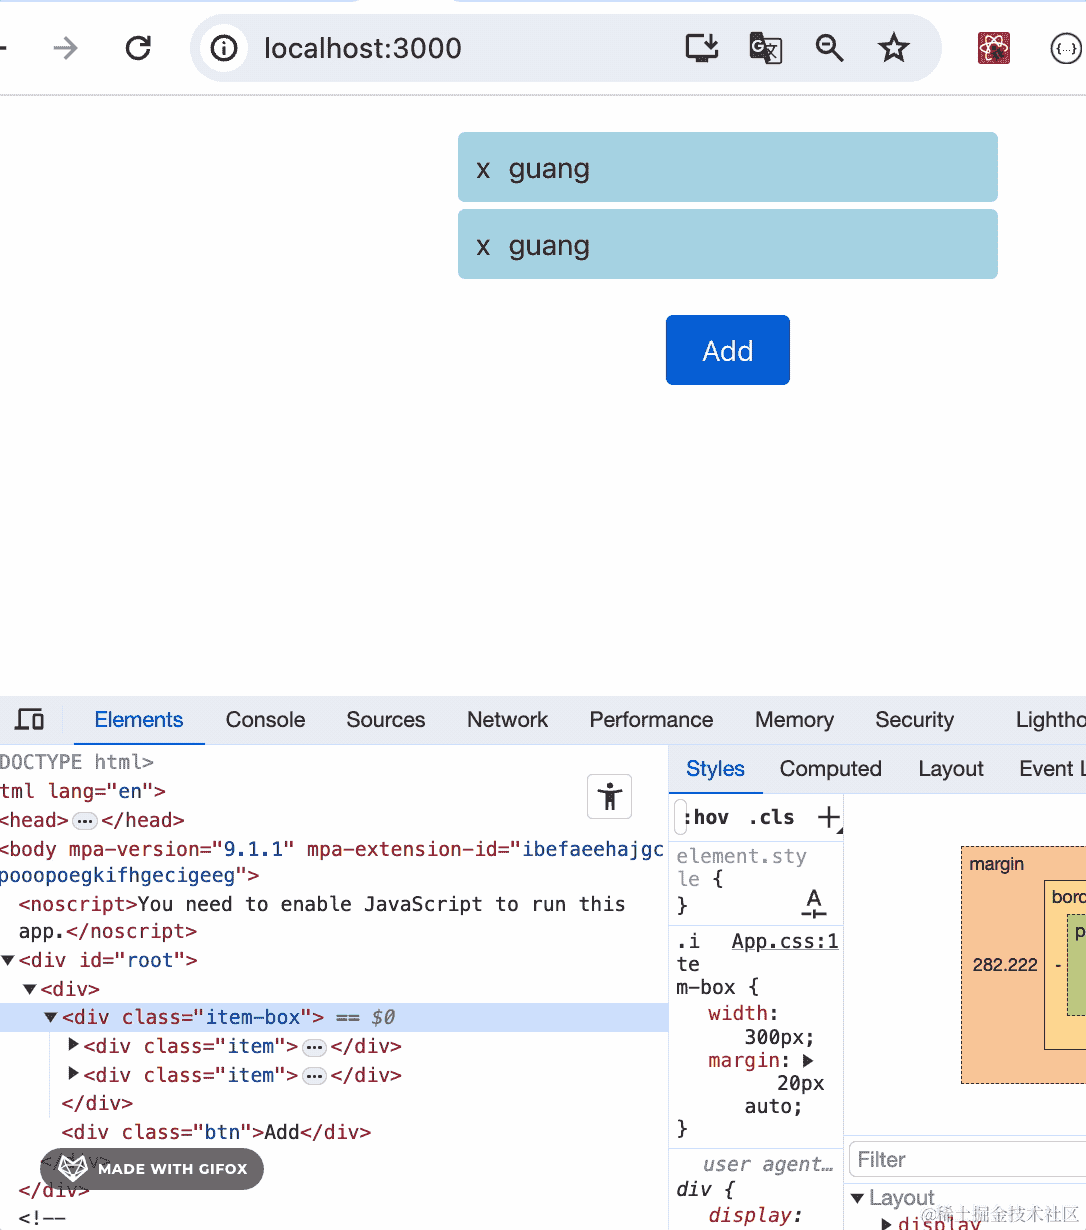 localhost:3000
x guang
x guang
Add
Elements Console Sources Network Performance Memory Security Lightho
DOCTYPE html>
tml lang="en">
<head> ••• </head>
<body mpa-version="9.1.1" mpa-extension-id="ibefaeehajgc
pooopoegkifhgecigeeg">
<noscript>You need to enable JavaScript to run this
app.</noscript>
▼<div id="root">
▼<div>
▼<div class="item-box"> == $0
▶<div class="item"> ••• </div>
▶<div class="item"> ••• </div>
</div>
<div class="btn">Add</div>
</div>
MADE WITH GIFOX
</div>
<!--
Styles Computed Layout Event L
:hov .cls +
element.sty
le {
}
.i App.css:1
te
m-box {
width:
300px;
margin: ▶
20px
auto;
}
user agent…
div {
display:
margin
bord
p
282.222 -
Filter
▼Layout
▶display
@稀土掘金技术社区